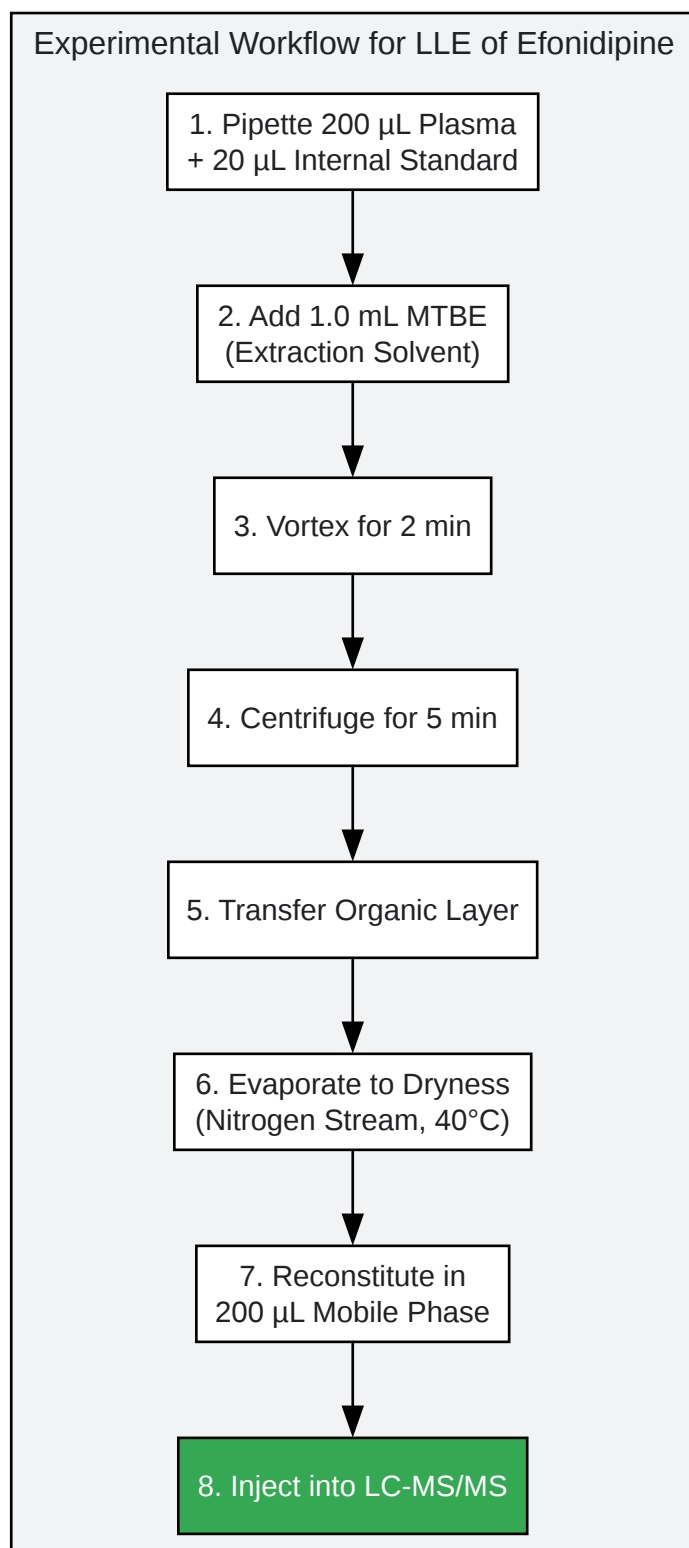 Experimental Workflow for LLE of Efonidipine
1. Pipette 200 µL Plasma
+ 20 µL Internal Standard
2. Add 1.0 mL MTBE
(Extraction Solvent)
3. Vortex for 2 min
4. Centrifuge for 5 min
5. Transfer Organic Layer
6. Evaporate to Dryness
(Nitrogen Stream, 40°C)
7. Reconstitute in
200 µL Mobile Phase
8. Inject into LC-MS/MS